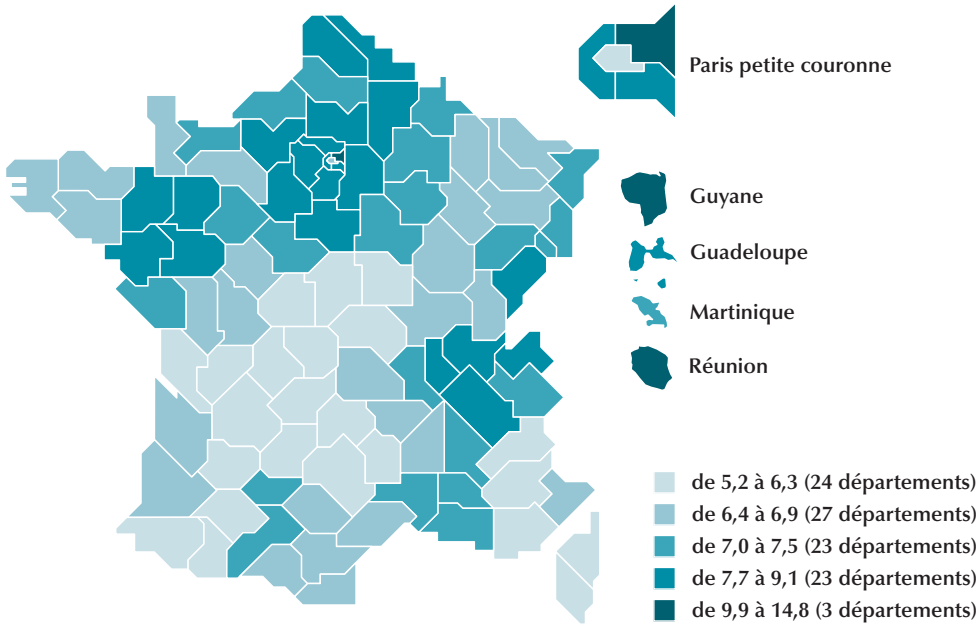 Paris petite couronne
Guyane
Guadeloupe
Martinique
Réunion
de 5,2 à 6,3 (24 départements)
de 6,4 à 6,9 (27 départements)
de 7,0 à 7,5 (23 départements)
de 7,7 à 9,1 (23 départements)
de 9,9 à 14,8 (3 départements)